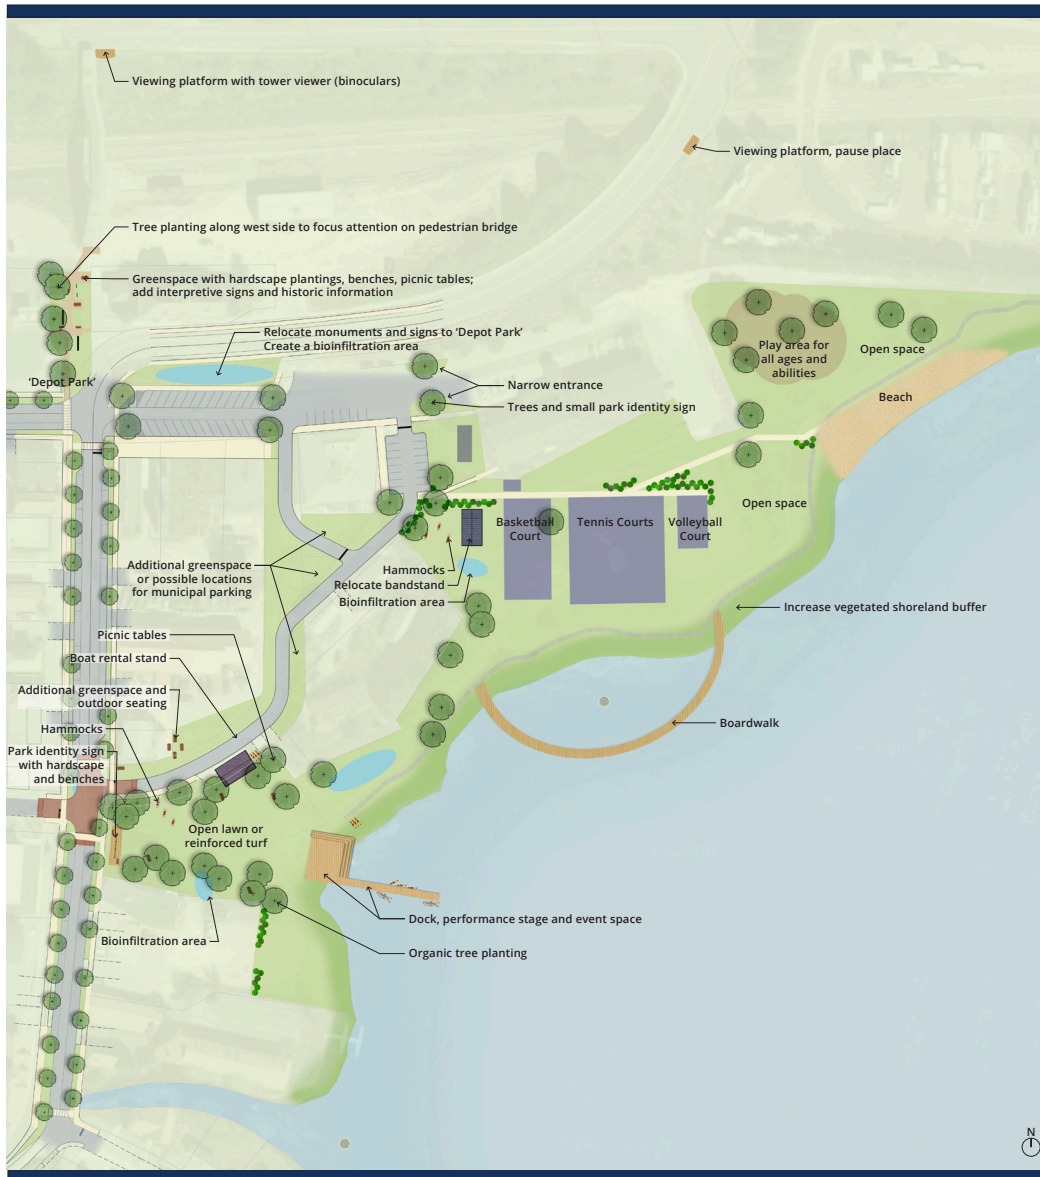 Viewing platform with tower viewer (binoculars)
Viewing platform, pause place
Tree planting along west side to focus attention on pedestrian bridge
Greenspace with hardscape plantings, benches, picnic tables;
add interpretive signs and historic information
Relocate monuments and signs to ‘Depot Park’
Create a bioinfiltration area
Play area for
all ages and
abilities
Open space
‘Depot Park’
Narrow entrance
Beach
Trees and small park identity sign
Open space
Basketball
Court
Tennis Courts
Volleyball
Court
Additional greenspace
or possible locations
for municipal parking
Hammocks
Relocate bandstand
Bioinfiltration area
Increase vegetated shoreland buffer
Picnic tables
Boat rental stand
Additional greenspace and
outdoor seating
Hammocks
Park identity sign
with hardscape
and benches
Boardwalk
Open lawn or
reinforced turf
Dock, performance stage and event space
Bioinfiltration area
Organic tree planting
N